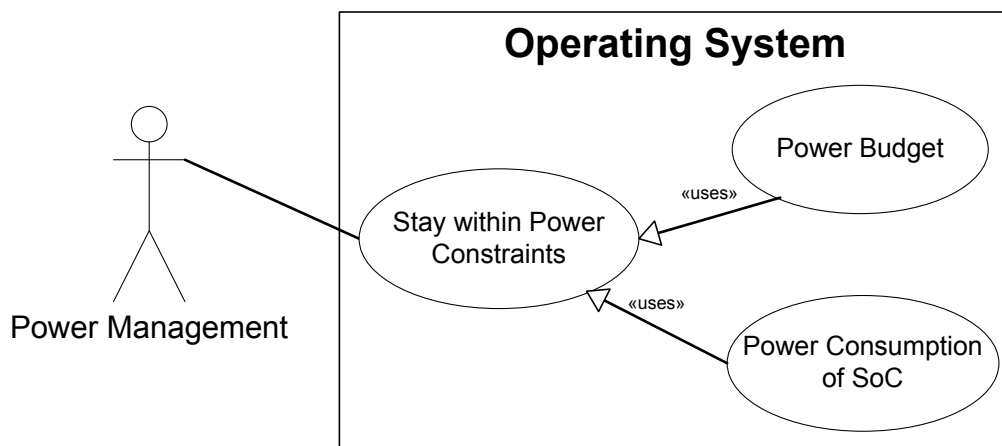 Operating System
Power Budget
«uses»
Stay within Power
Constraints
«uses»
Power Management
Power Consumption
of SoC